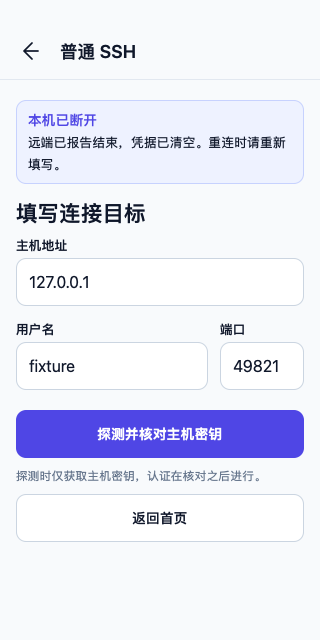 普通 SSH
本机已断开
远端已报告结束，凭据已清空。重连时请重新
填写。
填写连接目标
主机地址
127.0.0.1
用户名
端口
fixture
49821
探测并核对主机密钥
探测时仅获取主机密钥，认证在核对之后进行。
返回首页